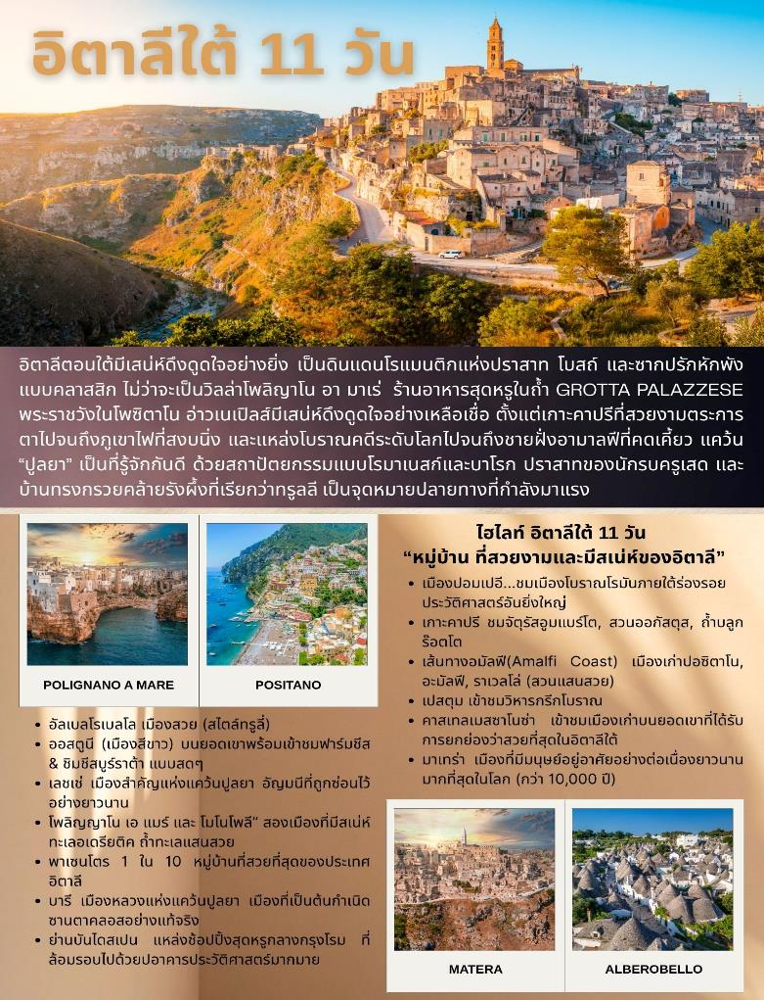 อิตาลีใต้ 11 วัน
อิตาลีตอนใต้มีเสน่ห์ดึงดูดใจอย่างยิ่ง เป็นดินแดนโรแมนติกแห่งปราสาท โบสถ์ และซากปรักหักพัง
แบบคลาสสิก ไม่ว่าจะเป็นวิลล่าโพลิญาโน อา มาเร่ ร้านอาหารสุดหรูในถ้ำ GROTTA PALAZZESE
พระราชวังในโพซิตาโน อ่าวเนเปิลส์มีเสน่ห์ดึงดูดใจอย่างเหลือเชื่อ ตั้งแต่เกาะคาปรีที่สวยงามตระการ
ตาไปจนถึงภูเขาไฟที่สงบนิ่ง และแหล่งโบราณคดีระดับโลกไปจนถึงชายฝั่งอามาลฟีที่คดเคี้ยว แคว้น
“ปูลยา” เป็นที่รู้จักกันดี ด้วยสถาปัตยกรรมแบบโรมาเนสก์และบาโรก ปราสาทของนักรบครูเสด และ
บ้านทรงกรวยคล้ายรังผึ้งที่เรียกว่าทรูลลี เป็นจุดหมายปลายทางที่กำลังมาแรง
POLIGNANO A MARE
POSITANO
• อัลเบลโรเบลโล เมืองสวย (สไตล์ทรูลี่)
• ออสตูนี (เมืองสีขาว) บนยอดเขาพร้อมเข้าชมฟาร์มชีส
& ชิมชีสบูร์ราต้า แบบสดๆ
• เลชเช่ เมืองสำคัญแห่งแคว้นปูลยา อัญมนีที่ถูกซ่อนไว้
อย่างยาวนาน
• โพลิญญาโน เอ แมร์ และ โมโนโพลี” สองเมืองที่มีสเน่ห์
ทะเลอเดรียติค ถ้ำทะเลแสนสวย
• พาเซนโตร 1 ใน 10 หมู่บ้านที่สวยที่สุดของประเทศ
อิตาลี
• บารี เมืองหลวงแห่งแคว้นปูลยา เมืองที่เป็นต้นกำเนิด
ซานตาคลอสอย่างแท้จริง
• ย่านบันไดสเปน แหล่งช้อปปิ้งสุดหรูกลางกรุงโรม ที่
ล้อมรอบไปด้วยปอาคารประวัติศาสตร์มากมาย
ไฮไลท์ อิตาลีใต้ 11 วัน
“หมู่บ้าน ที่สวยงามและมีสเน่ห์ของอิตาลี”
• เมืองปอมเปอี...ชมเมืองโบราณโรมันภายใต้ร่องรอย
ประวัติศาสตร์อันยิ่งใหญ่
• เกาะคาปรี ชมจัตุรัสอูมแบร์โต, สวนออกัสตุส, ถ้ำบลูก
ร๊อตโต
• เส้นทางอมัลฟี(Amalfi Coast) เมืองเก่าปอซิตาโน,
อะมัลฟี, ราเวลโล่ (สวนแสนสวย)
• เปสตุม เข้าชมวิหารกรีกโบราณ
• คาสเทลเมสซาโนซ่า เข้าชมเมืองเก่าบนยอดเขาที่ได้รับ
การยกย่องว่าสวยที่สุดในอิตาลีใต้
• มาเทร่า เมืองที่มีมนุษย์อยู่อาศัยอย่างต่อเนื่องยาวนาน
มากที่สุดในโลก (กว่า 10,000 ปี)
MATERA
ALBEROBELLO